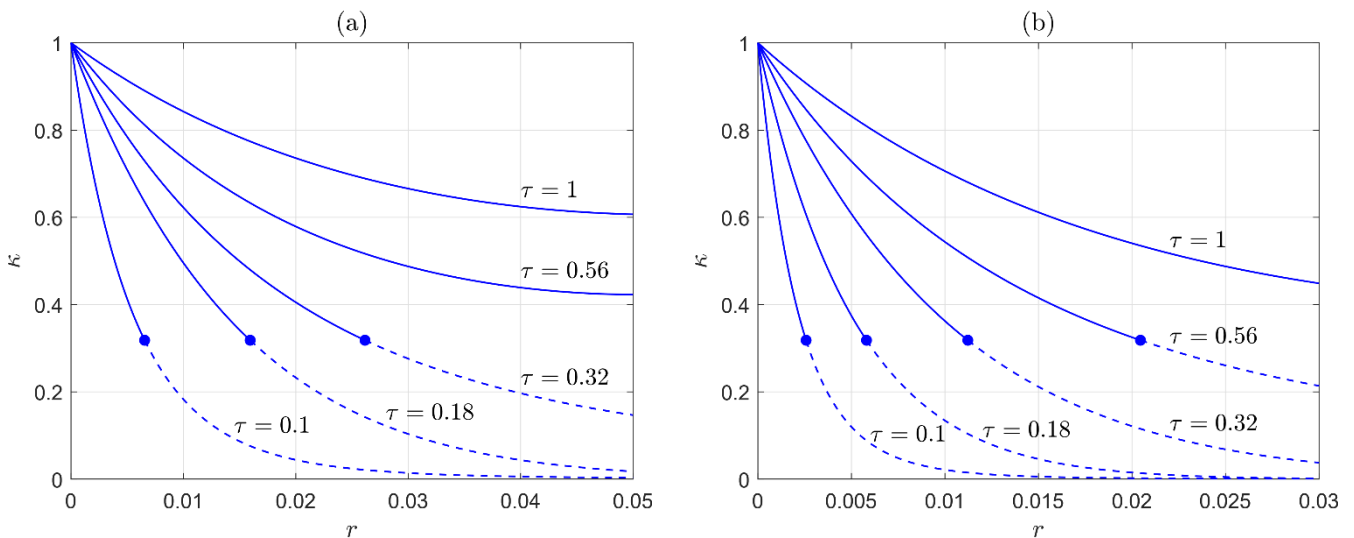 (a)
1
0.8
0.6
0.4
0.2
0
κ
τ = 1
τ = 0.56
τ = 0.32
τ = 0.18
τ = 0.1
0 0.01 0.02 0.03 0.04 0.05
r
(b)
1
0.8
0.6
0.4
0.2
0
κ
τ = 1
τ = 0.56
τ = 0.32
τ = 0.18
τ = 0.1
0 0.005 0.01 0.015 0.02 0.025 0.03
r